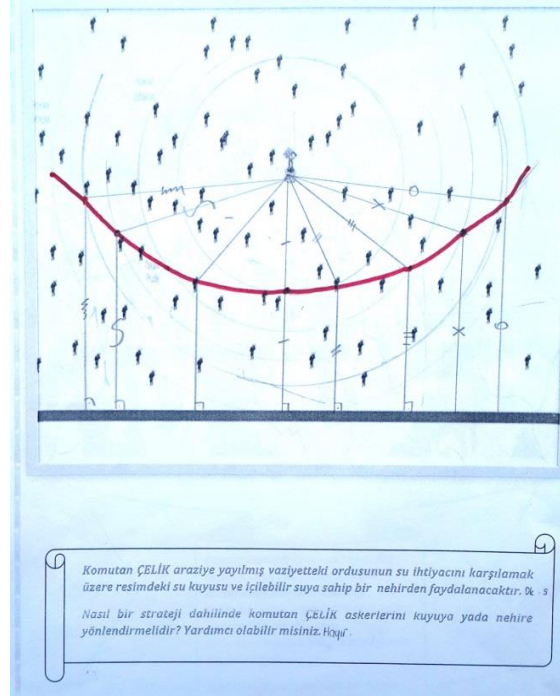 Komutan ÇELİK araziye yayılmış vaziyetteki ordusunun su ihtiyacını karşılamak
üzere resimdeki su kuyusu ve içilebilir suya sahip bir nehirden faydalanacaktır. Ok
Nasıl bir strateji dahilinde komutan ÇELİK askerlerini kuyuya yada nehire
yönlendirmelidir? Yardımcı olabilir misiniz. Hayır.